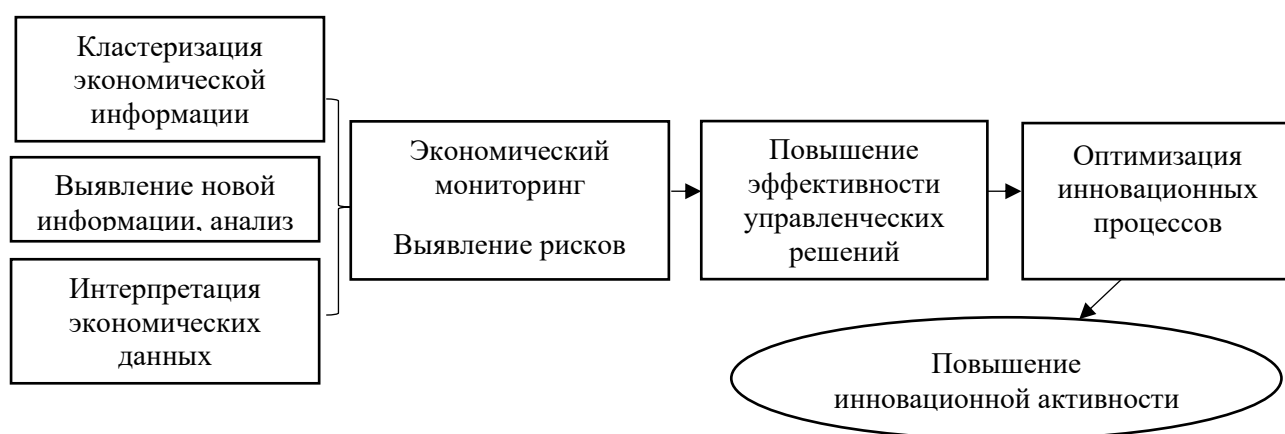 Кластеризация
экономической
информации
Выявление новой
информации, анализ
Интерпретация
экономических
данных
Экономический
мониторинг
Выявление рисков
Повышение
эффективности
управленческих
решений
Оптимизация
инновационных
процессов
Повышение
инновационной активности